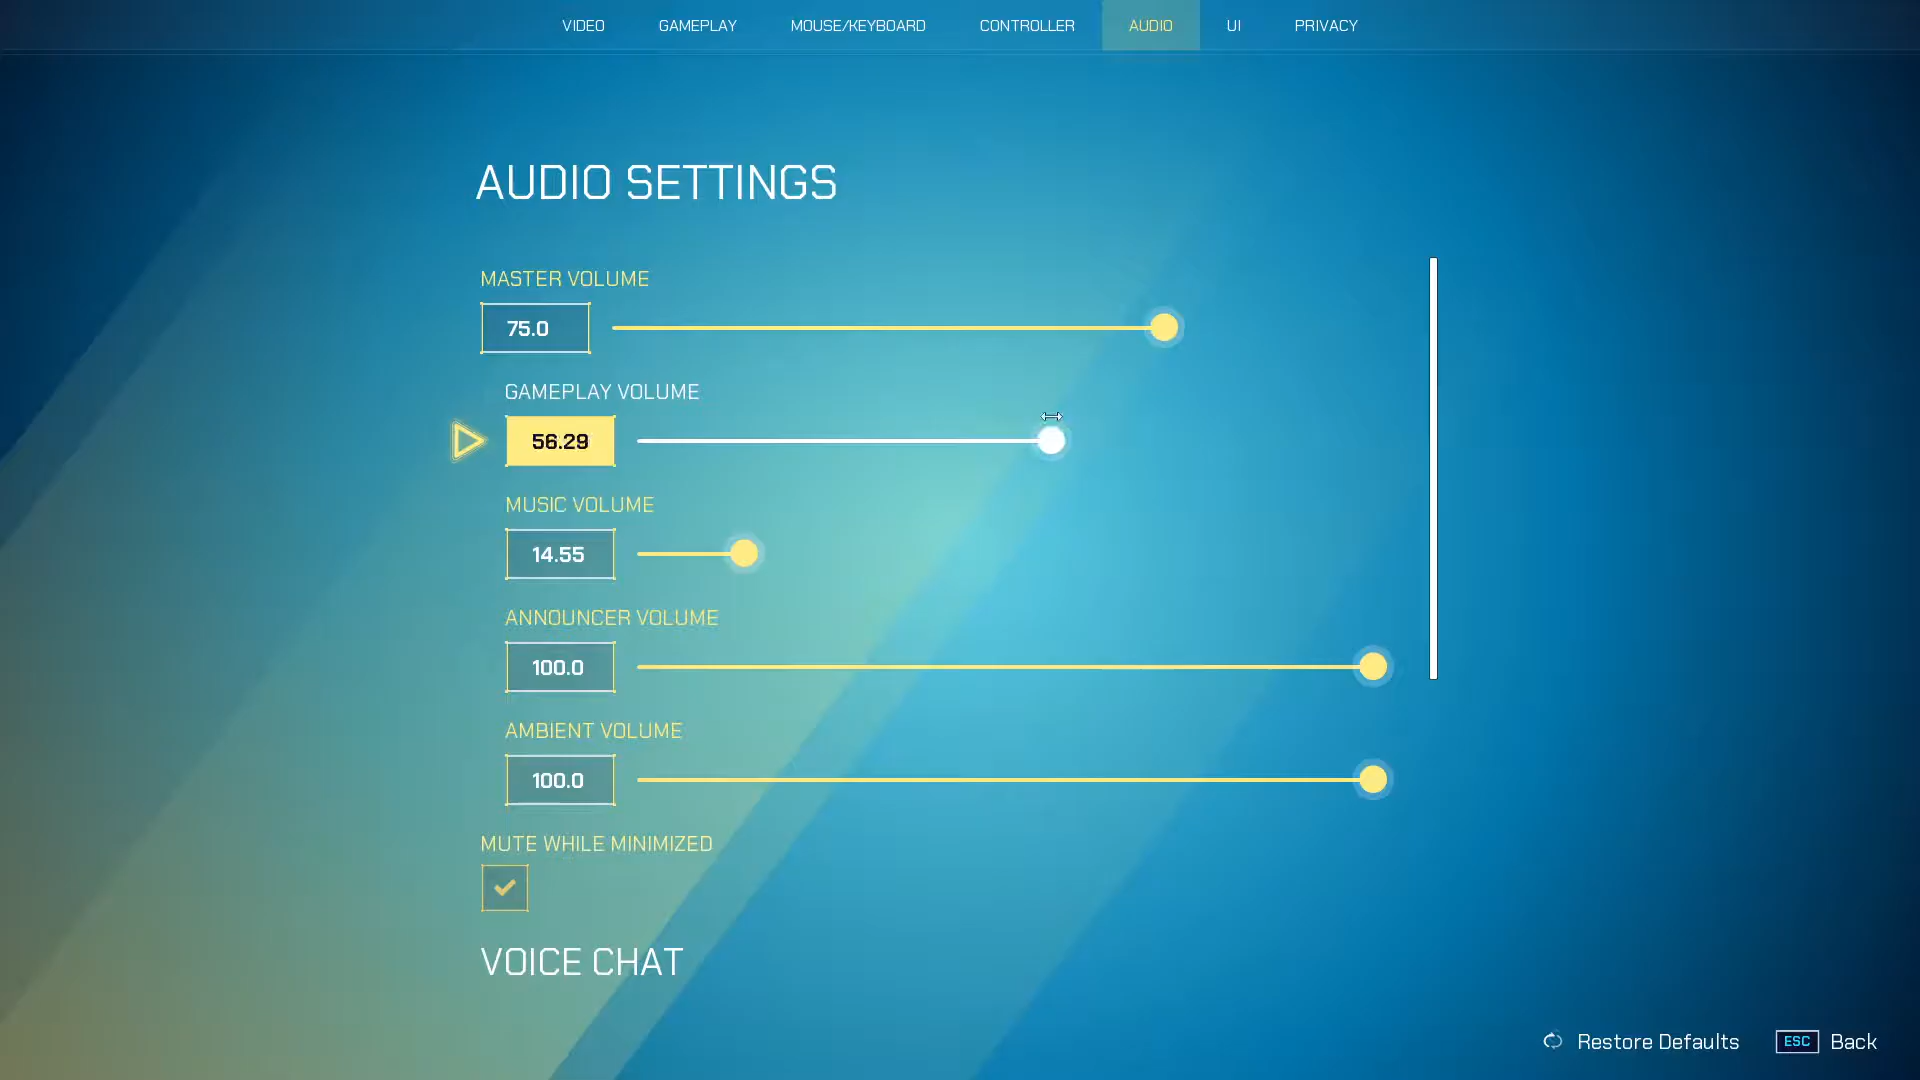 VIDEO GAMEPLAY MOUSE/KEYBOARD CONTROLLER AUDIO UI PRIVACY
AUDIO SETTINGS
MASTER VOLUME
75.0
GAMEPLAY VOLUME
56.29
MUSIC VOLUME
14.55
ANNOUNCER VOLUME
100.0
AMBIENT VOLUME
100.0
MUTE WHILE MINIMIZED
VOICE CHAT
Restore Defaults ESC Back